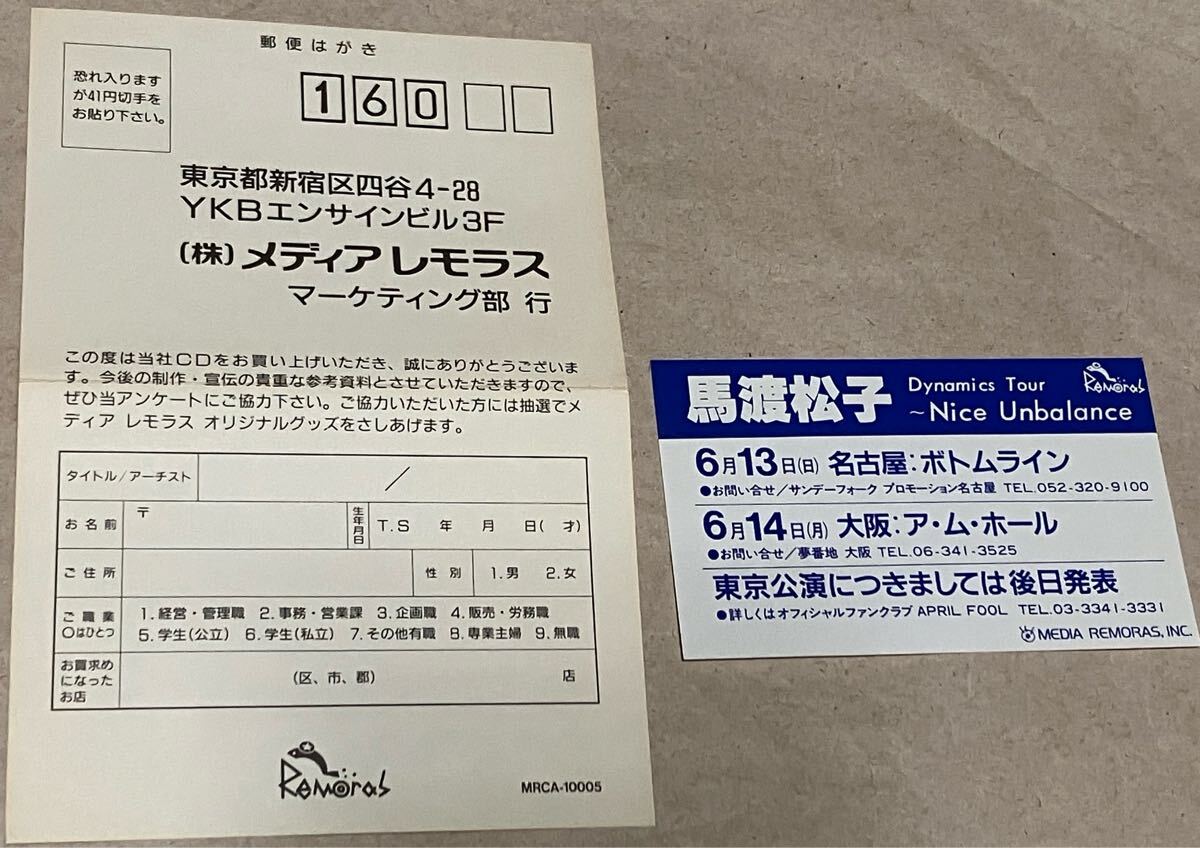 郵便はがき
恐れ入ります
が41円切手を
お貼り下さい。
160
東京都新宿区四谷4-28
YKBエンサインビル3F
(株)メディア レモラス
マーケティング部 行
この度は当社CDをお買い上げいただき、誠にありがとうございま
す。今後の制作・宣伝の貴重な参考資料とさせていただきますので、
ぜひ当アンケートにご協力下さい。ご協力いただいた方には抽選でメ
ディア レモラス オリジナルグッズをさしあげます。
タイトル/アーチスト /
お名前 〒 生年月日 T.S 年 月 日( 才)
ご住所 性別 1.男 2.女
ご職業 1.経営・管理職 2.事務・営業課 3.企画職 4.販売・労務職
○はひとつ 5.学生(公立) 6.学生(私立) 7.その他有職 8.専業主婦 9.無職
お買求め
になった (区、市、郡) 店
お店
Remoras
MRCA-10005
馬渡松子 Dynamics Tour
~Nice Unbalance
Remoras
6月13日(日) 名古屋:ボトムライン
●お問い合せ/サンデーフォーク プロモーション名古屋 TEL.052-320-9100
6月14日(月) 大阪:ア・ム・ホール
●お問い合せ/夢番地 大阪 TEL.06-341-3525
東京公演につきましては後日発表
●詳しくはオフィシャルファンクラブ APRIL FOOL TEL.03-3341-3331
MEDIA REMORAS, INC.